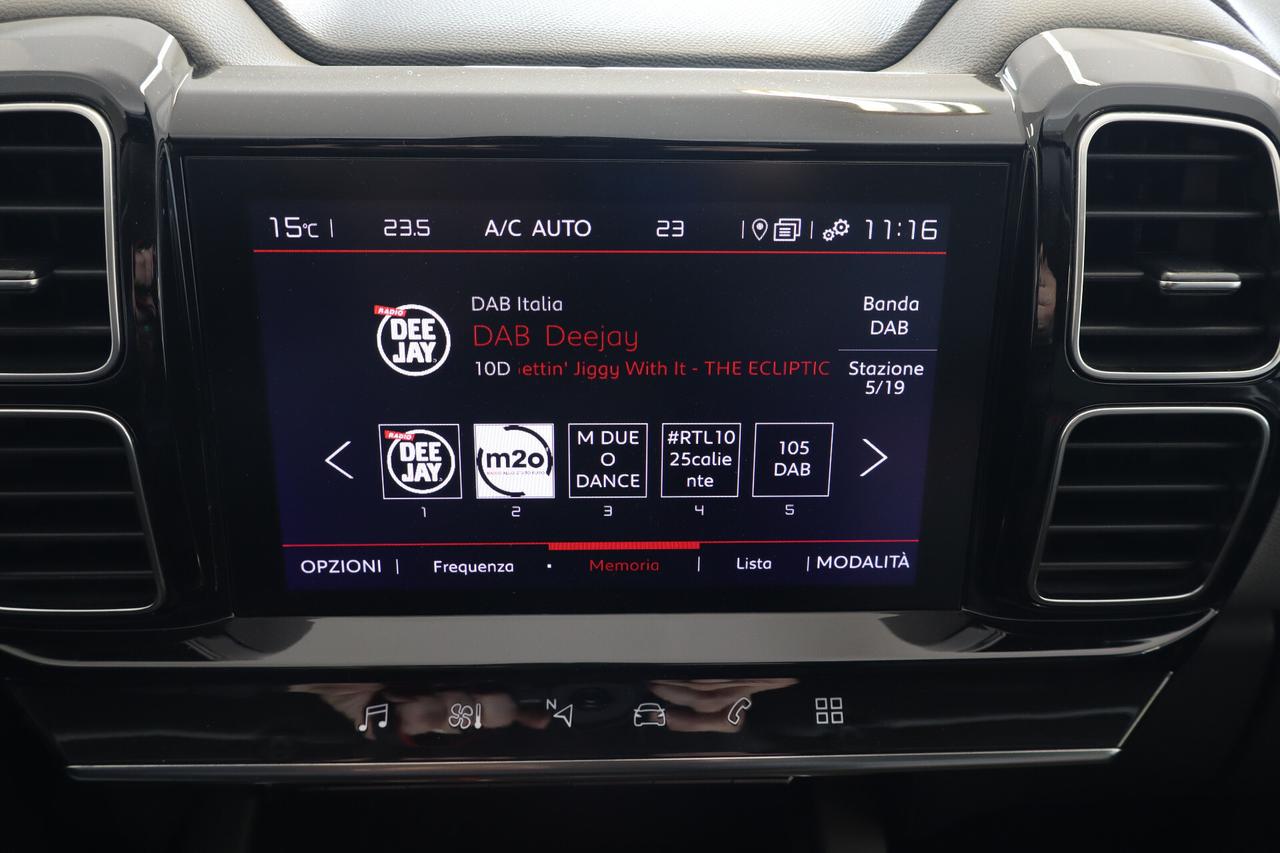 15°C | 23.5 A/C AUTO 23 11:16
RADIO
DEE
JAY
DAB Italia
DAB Deejay
10D ettin' Jiggy With It - THE ECLIPTIC
Banda
DAB
Stazione
5/19
RADIO
DEE
JAY
m2o
M DUE
O
DANCE
#RTL10
25calie
nte
105
DAB
1 2 3 4 5
OPZIONI | Frequenza · Memoria | Lista | MODALITÀ
N